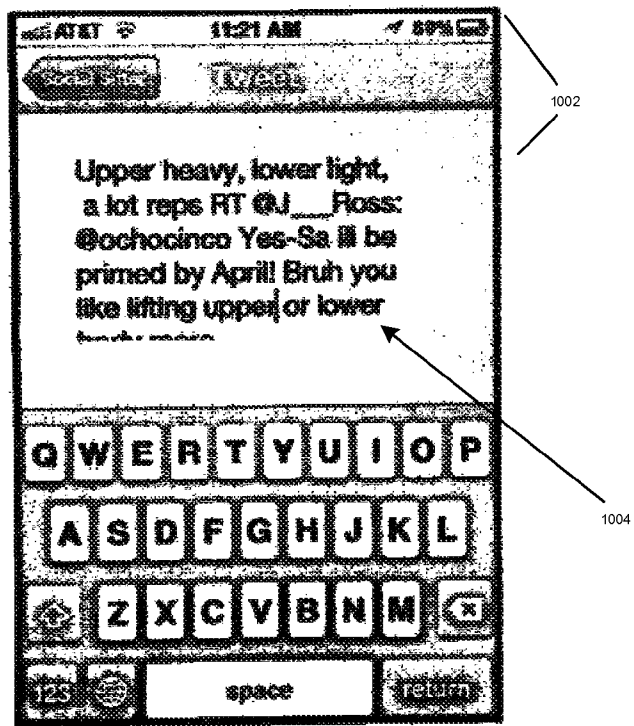 AT&T 11:21 AM
Tweet
1002
Upper heavy, lower light,
a lot reps RT @J___Ross:
@ochocinco Yes-Sa ill be
primed by April! Bruh you
like lifting upper or lower
Q W E R T Y U I O P
A S D F G H J K L
1004
Z X C V B N M
123 space return